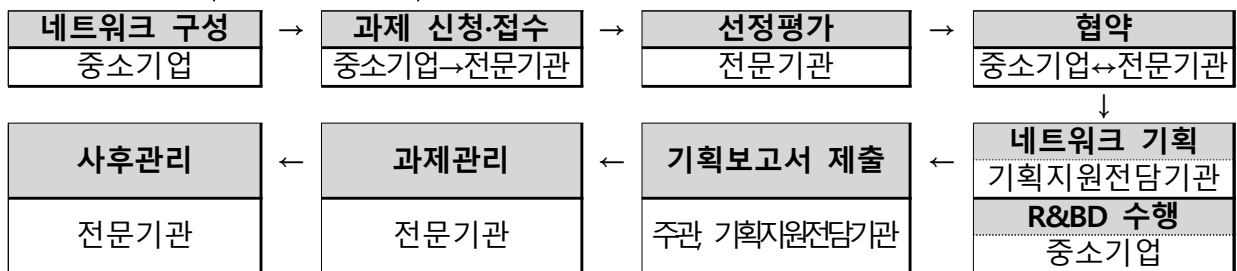 네트워크 구성 → 과제 신청·접수 → 선정평가 → 협약
중소기업 중소기업→전문기관 전문기관 중소기업↔전문기관
↓
사후관리 ← 과제관리 ← 기획보고서 제출 ← 네트워크 기획
기획지원전담기관
전문기관 전문기관 주관, 기획지원전담기관 R&BD 수행
중소기업